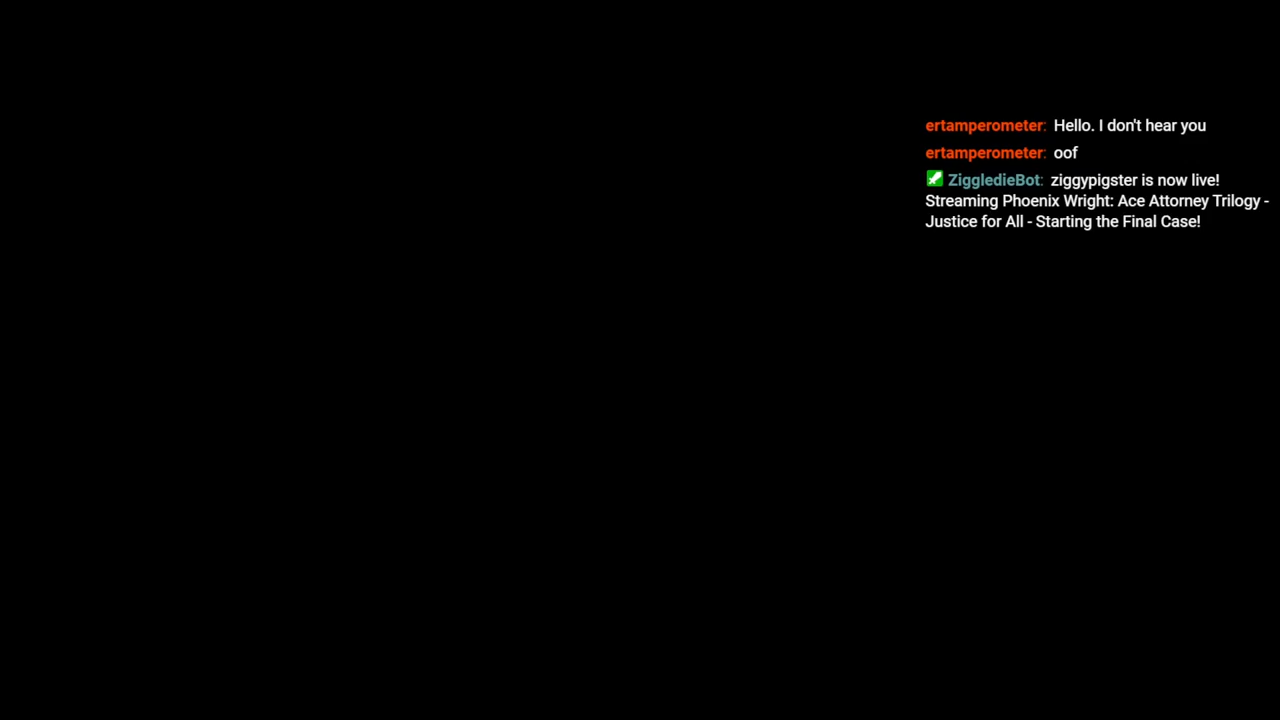 ertamperometer: Hello. I don't hear you
ertamperometer: oof
ZiggledieBot: ziggypigster is now live!
Streaming Phoenix Wright: Ace Attorney Trilogy -
Justice for All - Starting the Final Case!